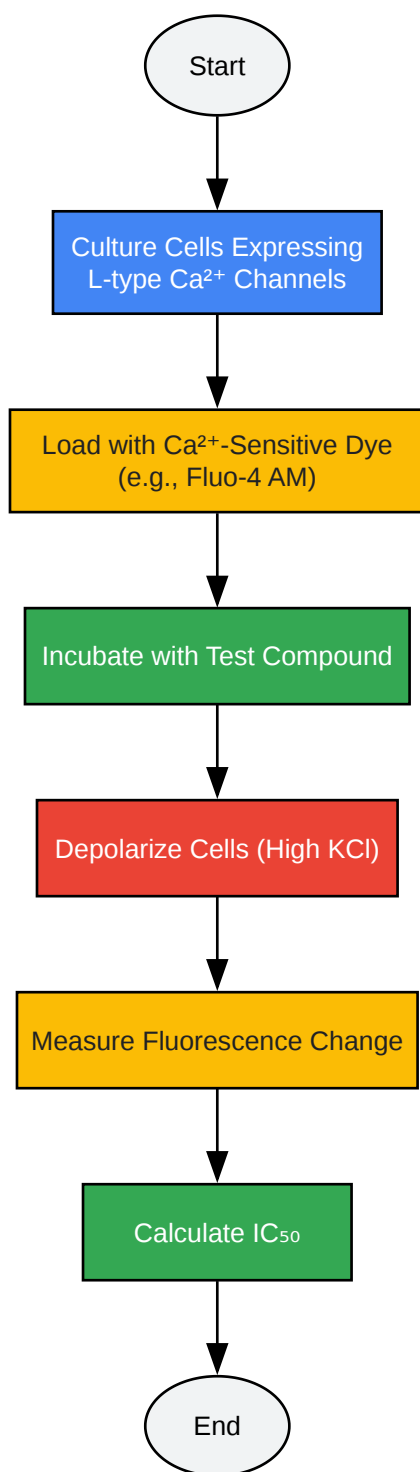 Start
Culture Cells Expressing
L-type Ca²⁺ Channels
Load with Ca²⁺-Sensitive Dye
(e.g., Fluo-4 AM)
Incubate with Test Compound
Depolarize Cells (High KCl)
Measure Fluorescence Change
Calculate IC₅₀
End